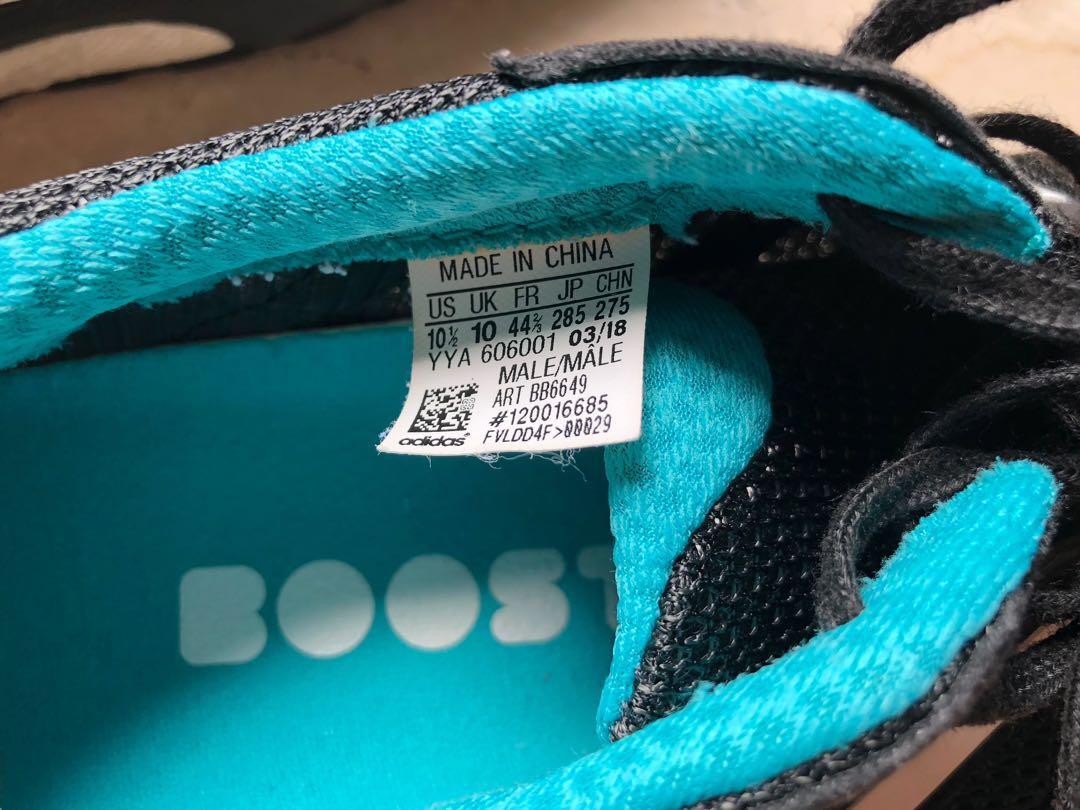 MADE IN CHINA
US UK FR JP CHN
10½ 10 44⅔ 285 275
YYA 606001 03/18
MALE/MÂLE
ART BB6649
#120016685
adidas FVLDD4F>00029
BOOST